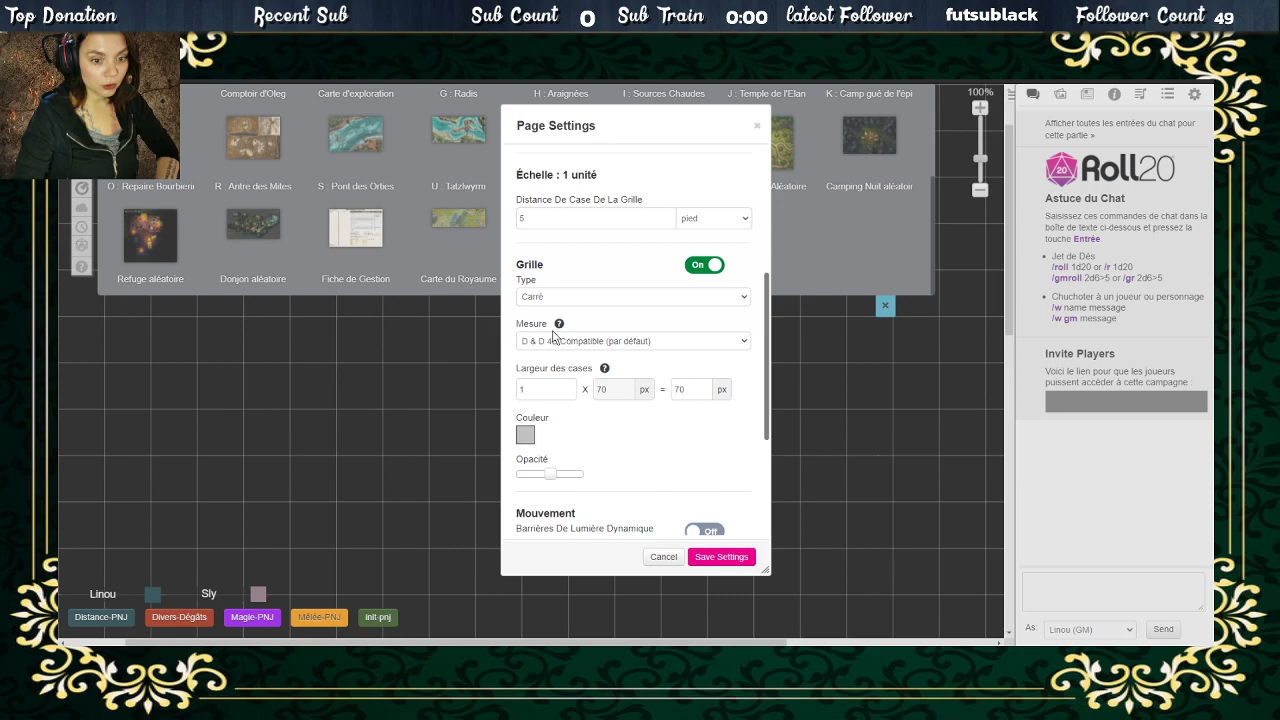 Top Donation Recent Sub Sub Count 0 Sub Train 0:00 latest Follower futsublack Follower Count 49
Comptoir d'Oleg Carte d'exploration G : Radis H : Araignées I : Sources Chaudes J : Temple de l'Elan K : Camp gué de l'épi
100%
O : Repaire Bourbieri R : Antre des Mites S : Pont des Orties U : Tatzlwyrm Aléatoire Camping Nuit aléatoir
Refuge aléatoire Donjon aléatoire Fiche de Gestion Carte du Royaume
Page Settings
Échelle : 1 unité
Distance De Case De La Grille
5 pied
Grille On
Type
Carré
Mesure
D & D Compatible (par défaut)
Largeur des cases
1 X 70 px = 70 px
Couleur
Opacité
Mouvement
Barrières De Lumière Dynamique Off
Cancel Save Settings
Afficher toutes les entrées du chat pour
cette partie »
20 Roll20
Astuce du Chat
Saisissez ces commandes de chat dans la
boîte de texte ci-dessous et pressez la
touche Entrée.
Jet de Dés
/roll 1d20 or /r 1d20
/gmroll 2d6>5 or /gr 2d6>5
Chuchoter à un joueur ou personnage
/w name message
/w gm message
Invite Players
Voici le lien pour que les joueurs
puissent accéder à cette campagne :
As: Linou (GM) Send
Linou Sly
Distance-PNJ Divers-Dégâts Magie-PNJ Mêlée-PNJ init-pnj